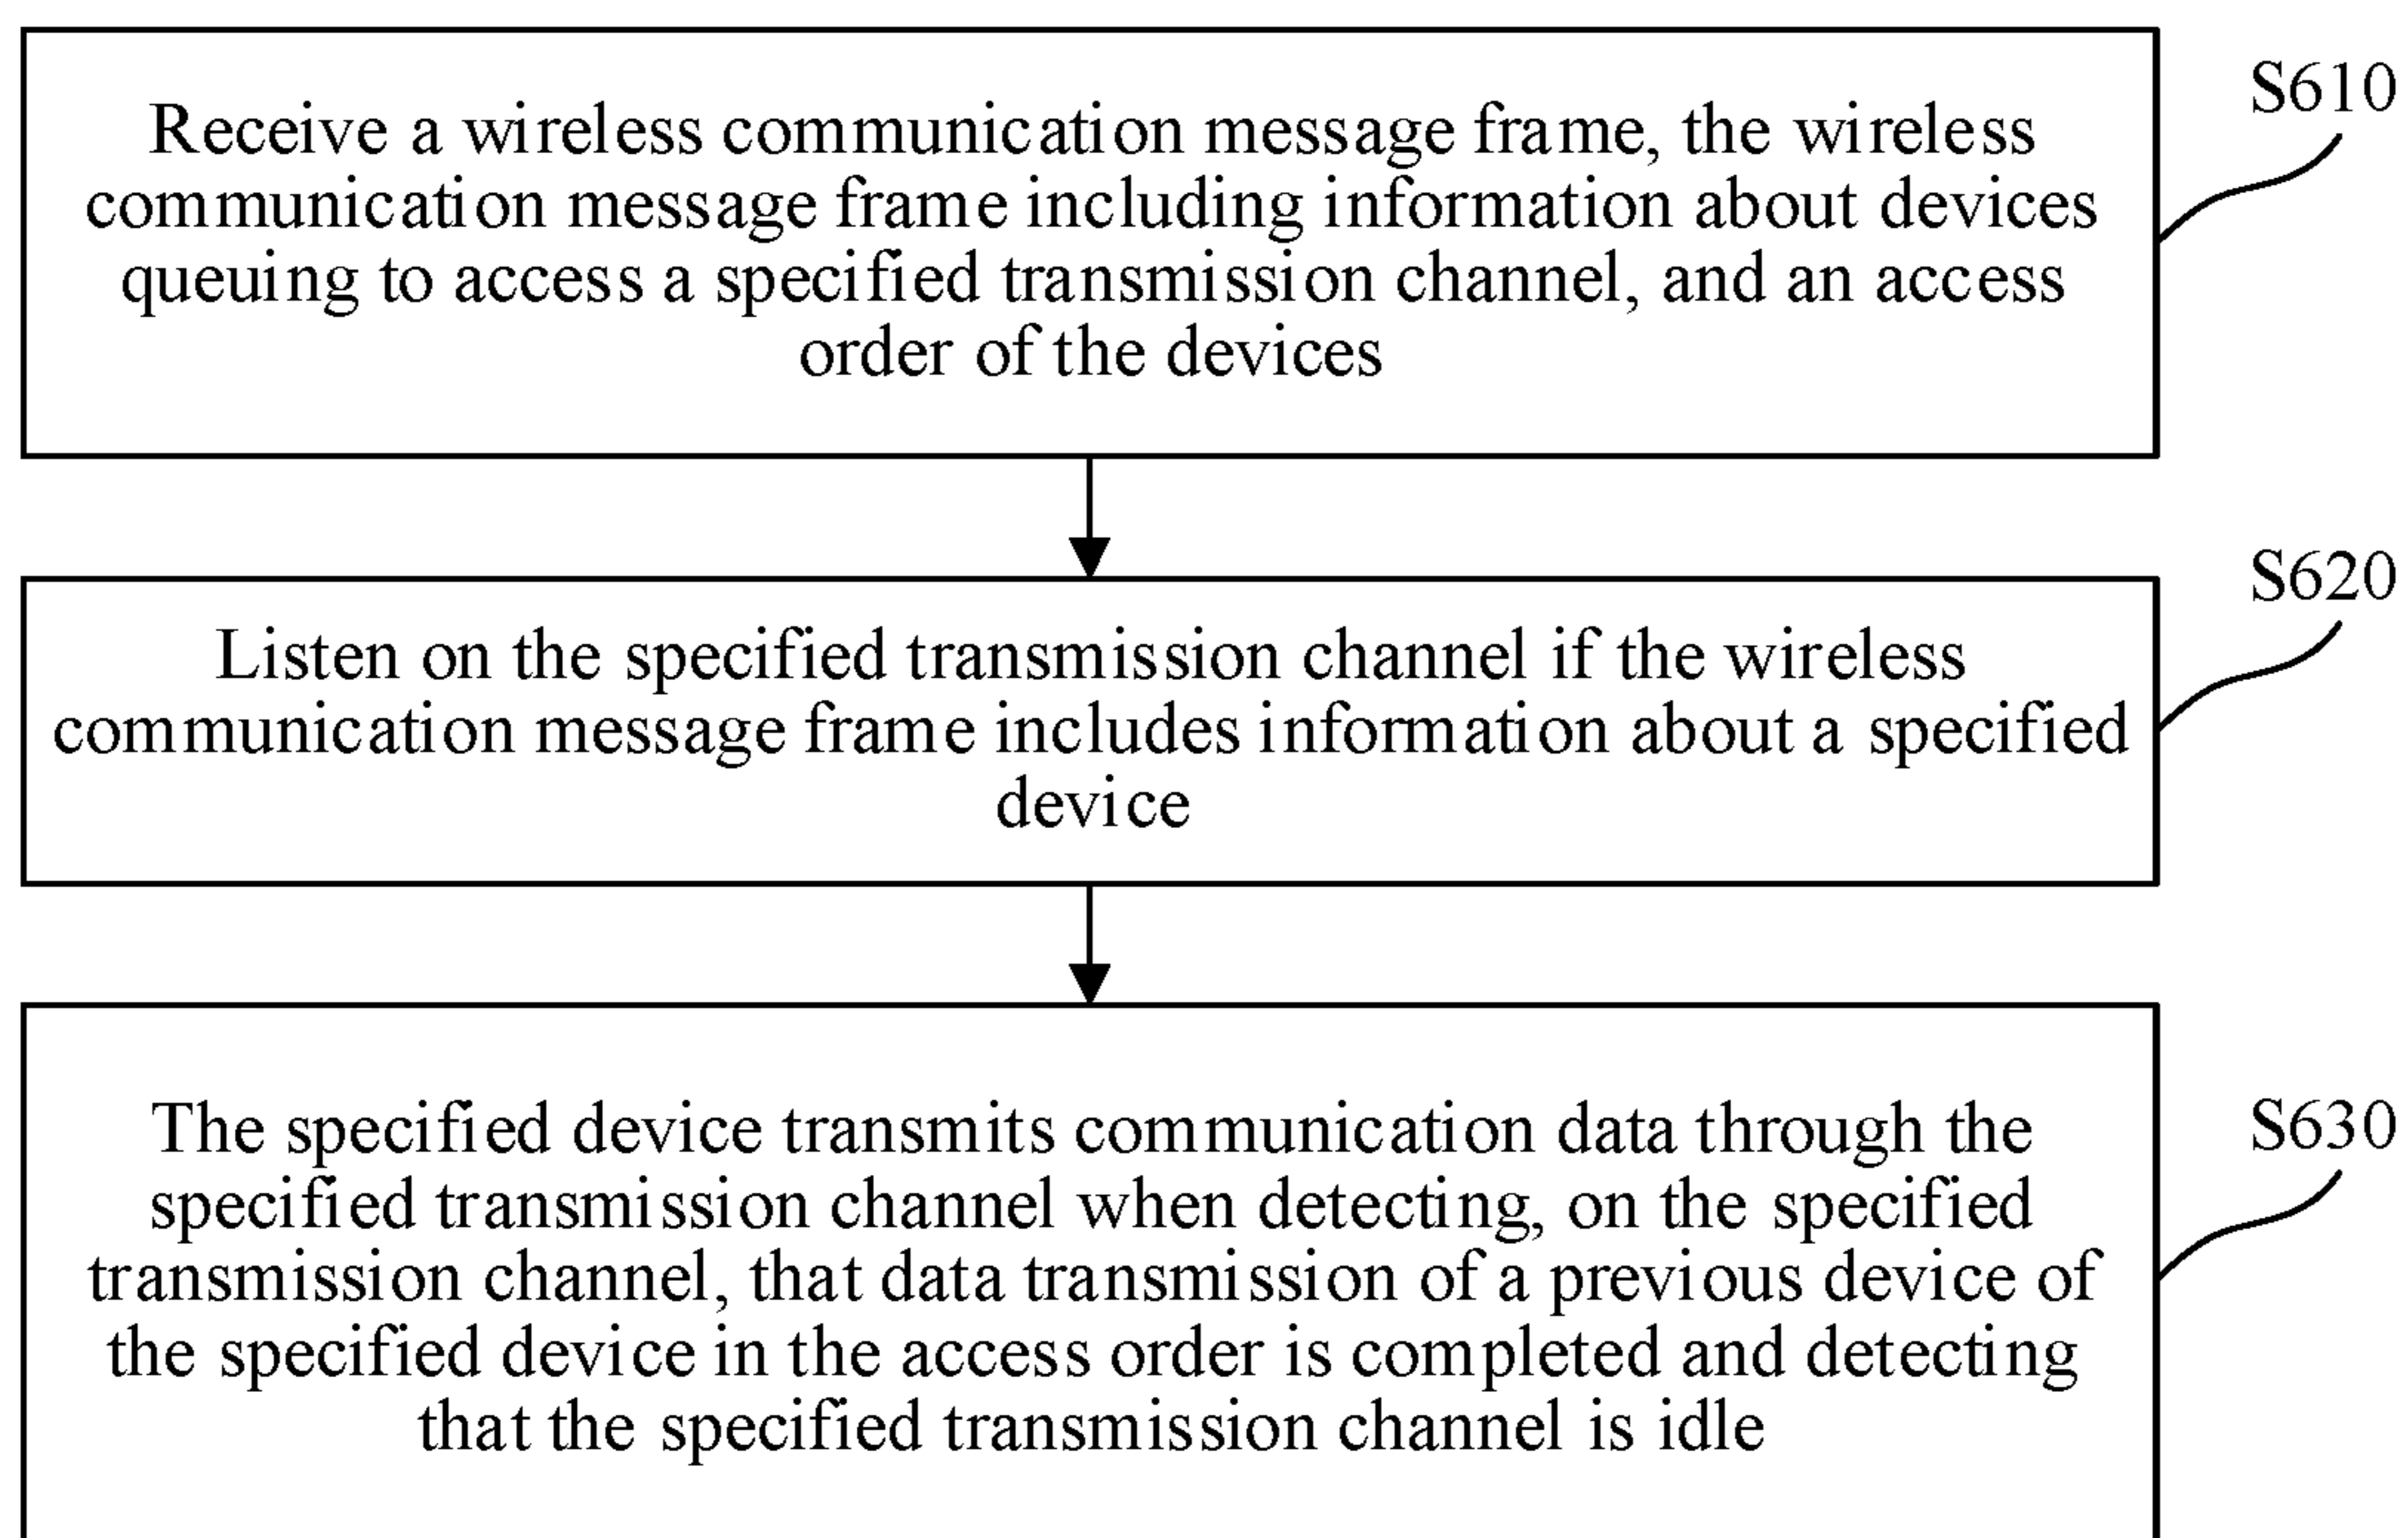 Receive a wireless communication message frame, the wireless
communication message frame including information about devices
queuing to access a specified transmission channel, and an access
order of the devices
S610
Listen on the specified transmission channel if the wireless
communication message frame includes information about a specified
device
S620
The specified device transmits communication data through the
specified transmission channel when detecting, on the specified
transmission channel, that data transmission of a previous device of
the specified device in the access order is completed and detecting
that the specified transmission channel is idle
S630